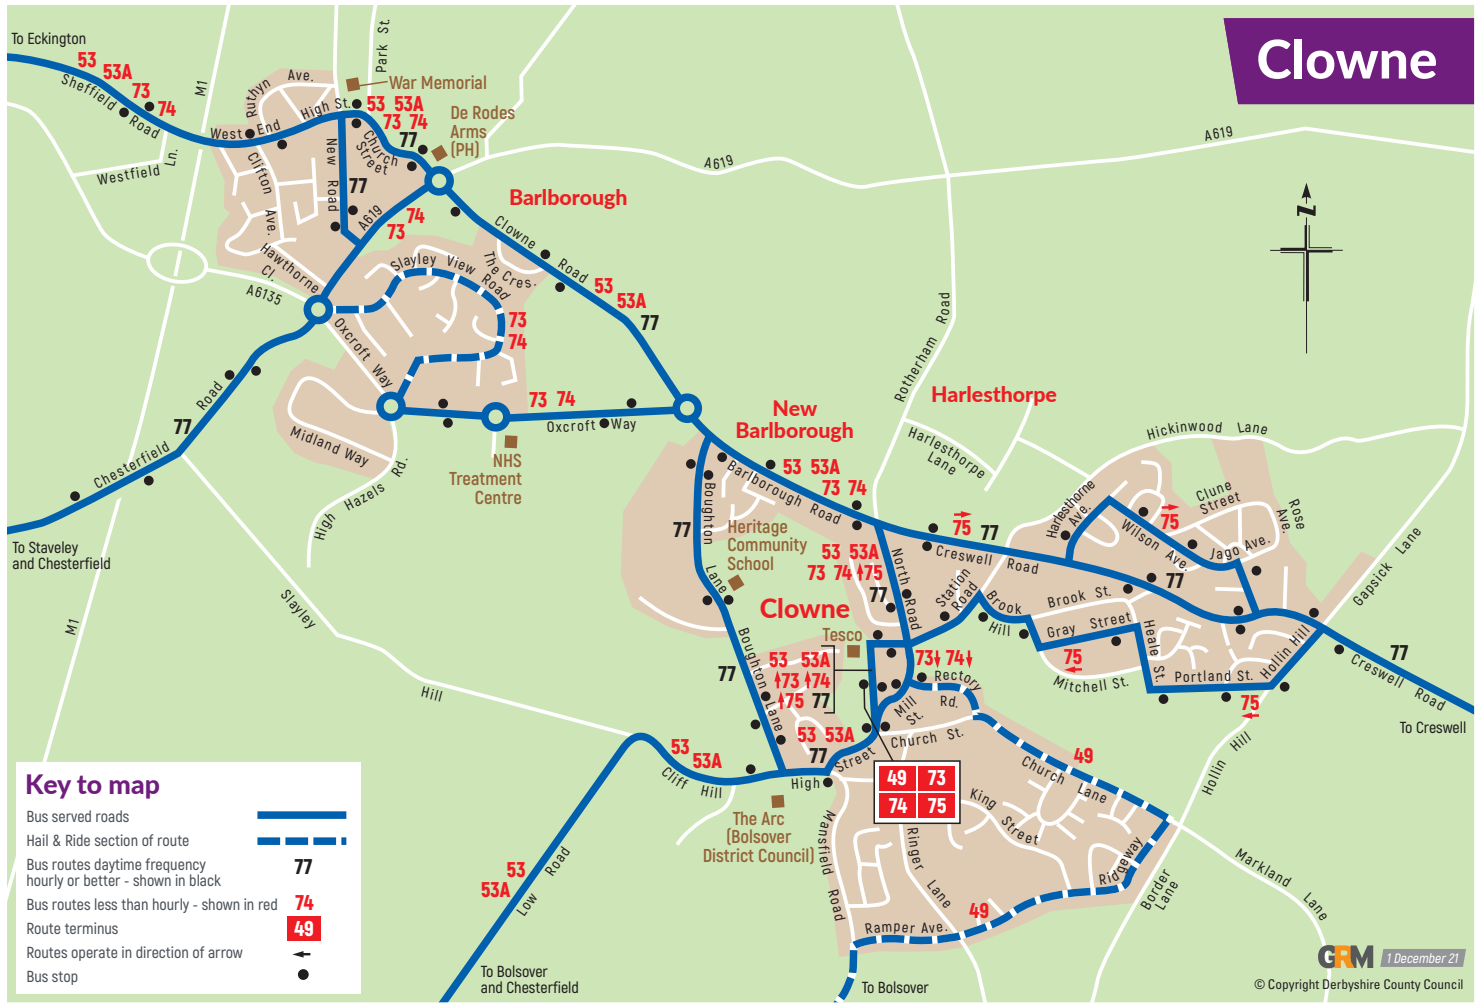 Clowne
To Eckington
53
53A
73
74
Sheffield
Road
M1
Westfield
Ln.
Ruthyn
Ave.
Park St.
War Memorial
High St.
West End
53 53A
73 74
77
De Rodes
Arms
(PH)
Church
Street
New
Road
77
Clifton
Ave.
A619
74
73
Barlborough
A619
A619
Hawthorne
Cl.
A6135
Slayley View
Road
The Cres.
Clowne
Road
53
53A
77
73
74
Oxcroft Way
73 74
Oxcroft Way
Midland Way
High Hazels Rd.
NHS
Treatment
Centre
Chesterfield
Road
77
To Staveley
and Chesterfield
M1
Slayley
Hill
N
Rotherham Road
Harlesthorpe
Harlesthorpe
Lane
Hickinwood Lane
New
Barlborough
53 53A
73 74
Barlborough Road
Boughton
Lane
77
Heritage
Community
School
Clowne
53 53A
73 74 75
77
North
Road
75 77
Creswell Road
Harlesthorne
Ave.
75
Wilson Ave.
Clune
Street
Jago Ave.
Rose
Ave.
Gapsick Lane
77
Station
Road
Brook
Hill
Brook St.
Gray Street
75
Mitchell St.
Heale
St.
Portland St.
75
Hollin Hill
77
Creswell Road
To Creswell
Hollin Hill
Tesco
53 53A
73 74
75 77
73 74
Rectory
Rd.
Mill
St.
Boughton
Lane
77
53 53A
77
High Street
Church St.
49
Church
Lane
49 73
74 75
53
53A
Cliff
Hill
The Arc
(Bolsover
District Council)
Mansfield
Road
Ringer
Lane
King
Street
Ridgeway
Border
Lane
Markland
Lane
49
Ramper Ave.
53
53A
Low Road
To Bolsover
and Chesterfield
To Bolsover
Key to map
Bus served roads
Hail & Ride section of route
Bus routes daytime frequency
hourly or better - shown in black
77
Bus routes less than hourly - shown in red
74
Route terminus
49
Routes operate in direction of arrow
Bus stop
GRM
1 December 21
© Copyright Derbyshire County Council